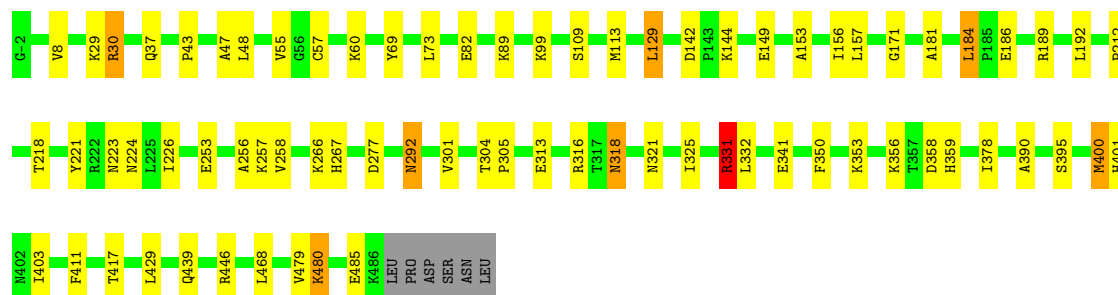 G-2 V8 K29 R30 Q37 P43 A47 L48 V55 G56 C57 K60 Y69 L73 E82 K89 K99 S109 M113 L129 D142 P143 K144 E149 A153 I156 L157 G171 A181 L184 P185 E186 R189 L192
T218 Y221 R222 N223 N224 L225 I226 E253 A256 K257 V258 K266 H267 D277 N292 V301 T304 P305 E313 R316 T317 N318 N321 I325 R331 L332 E341 F350 K353 K356 T357 D358 H359 I378 A390 S395 M400 H401
N402 I403 F411 T417 L429 Q439 R446 L468 V479 K480 E485 K486 LEU PRO ASP SER ASN LEU